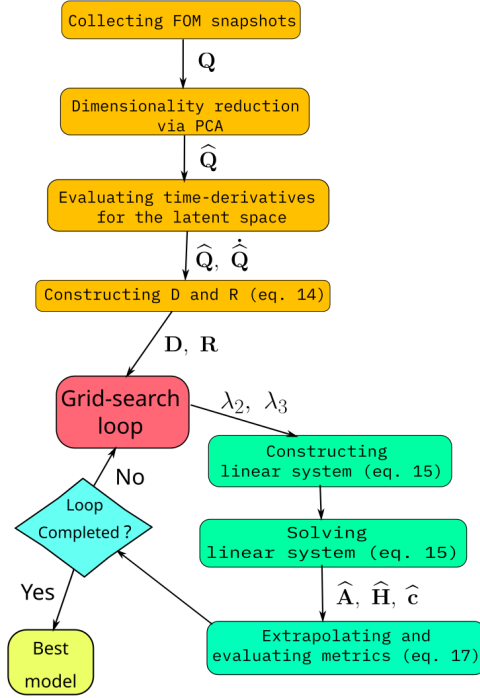 Collecting FOM snapshots
Q
Dimensionality reduction
via PCA
Q̂
Evaluating time-derivatives
for the latent space
Q̂, Q̂̇
Constructing D and R (eq. 14)
D, R
Grid-search
loop
λ₂, λ₃
Constructing
linear system (eq. 15)
Solving
linear system (eq. 15)
Â, Ĥ, ĉ
Extrapolating and
evaluating metrics (eq. 17)
Loop
Completed ?
No
Yes
Best
model